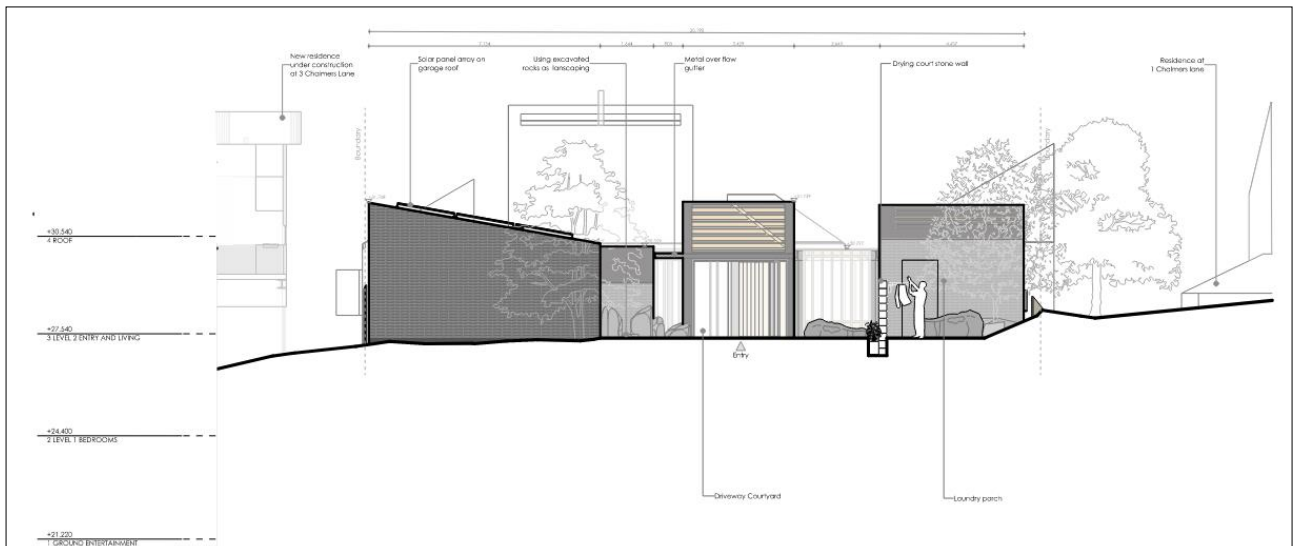 New residence
under construction
at 3 Chalmers Lane
Solar panel array on
garage roof
Using excavated
rocks as lanscaping
Metal over flow
gutter
Drying court stone wall
Residence at
1 Chalmers lane
Boundary
+30.540
4 ROOF
+27.540
3 LEVEL 2 ENTRY AND LIVING
Entry
+24.400
2 LEVEL 1 BEDROOMS
Driveway Courtyard
Laundry porch
+21.220
1 GROUND ENTERTAINMENT